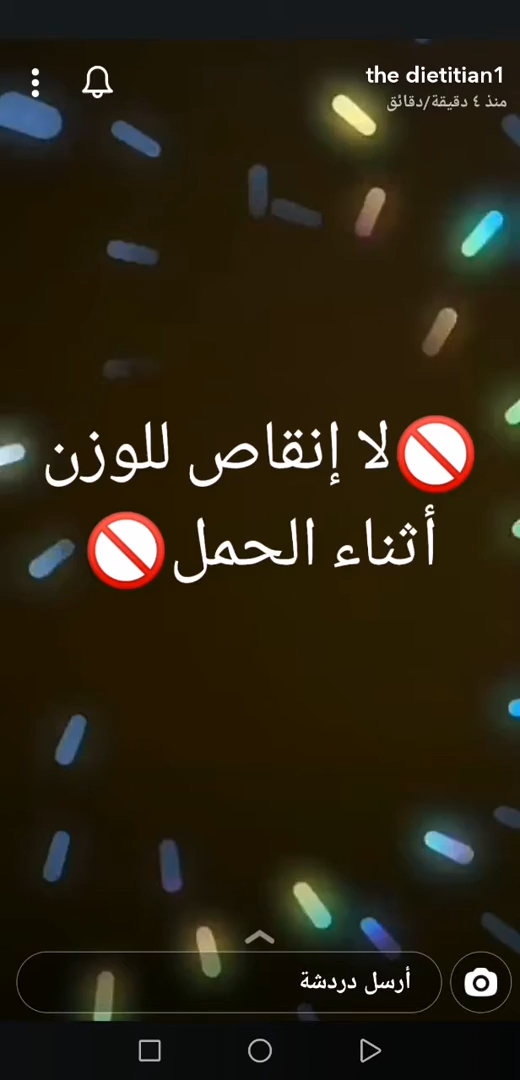 the dietitian1
منذ ٤ دقيقة/دقائق
🚫لا إنقاص للوزن
أثناء الحمل🚫
أرسل دردشة